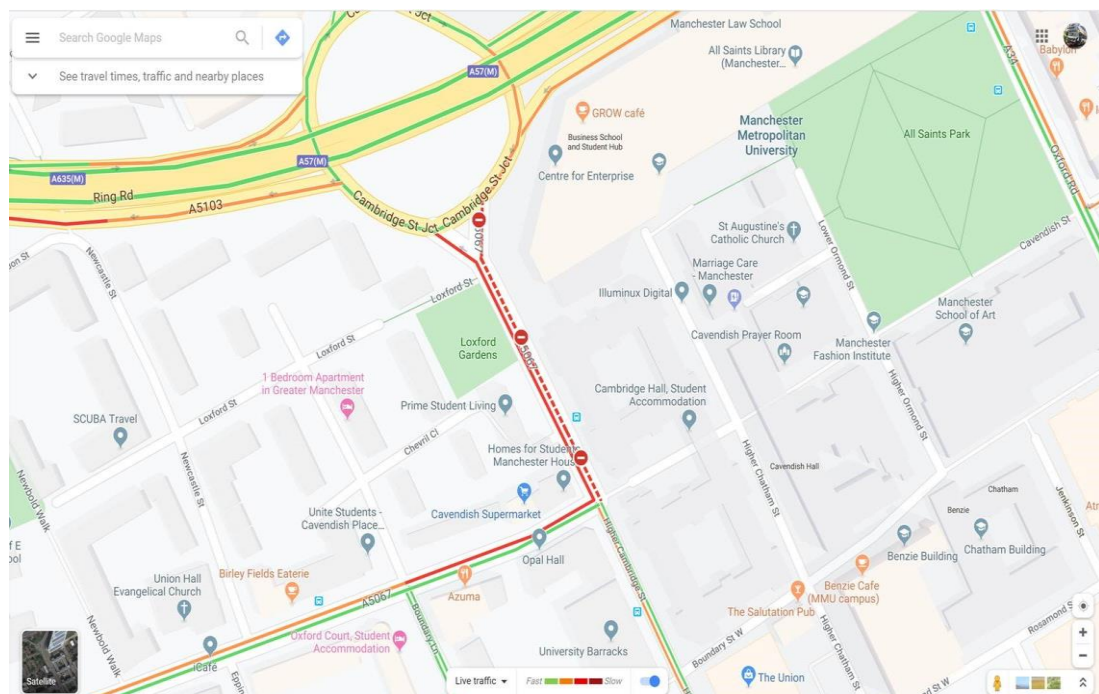 Search Google Maps
See travel times, traffic and nearby places
A57(M)
A57(M)
A635(M)
Ring Rd
A5103
Cambridge St Jct
Cambridge St Jct
Manchester Law School
All Saints Library
(Manchester...
GROW café
Business School
and Student Hub
Centre for Enterprise
Manchester
Metropolitan
University
All Saints Park
A34
Babylon
Oxford Rd
Cavendish St
St Augustine's
Catholic Church
Lower Ormond St
Marriage Care
- Manchester
Illuminux Digital
Cavendish Prayer Room
Manchester
School of Art
Manchester
Fashion Institute
Newcastle St
Loxford St
Loxford
Gardens
Loxford St
1 Bedroom Apartment
in Greater Manchester
Loxford St
SCUBA Travel
Prime Student Living
Chevril Cl
Cambridge Hall, Student
Accommodation
Higher Ormond St
Homes for Student
Manchester Hous
Cavendish Hall
Newcastle St
Newbold Walk
Unite Students -
Cavendish Place...
Cavendish Supermarket
Higher Chatham St
Chatham
Benzie
Jenkinson St
Benzie Building
Chatham Building
Opal Hall
Higher Cambridge St
Union Hall
Evangelical Church
Birley Fields Eaterie
Azuma
A5067
Benzie Cafe
(MMU campus)
The Salutation Pub
Newbold Walk
Boundary Ln
Oxford Court, Student
Accommodation
University Barracks
Boundary St W
Higher Chatham St
Rosamond S
iCafé
Satellite
The Union
Live traffic
Fast
Slow